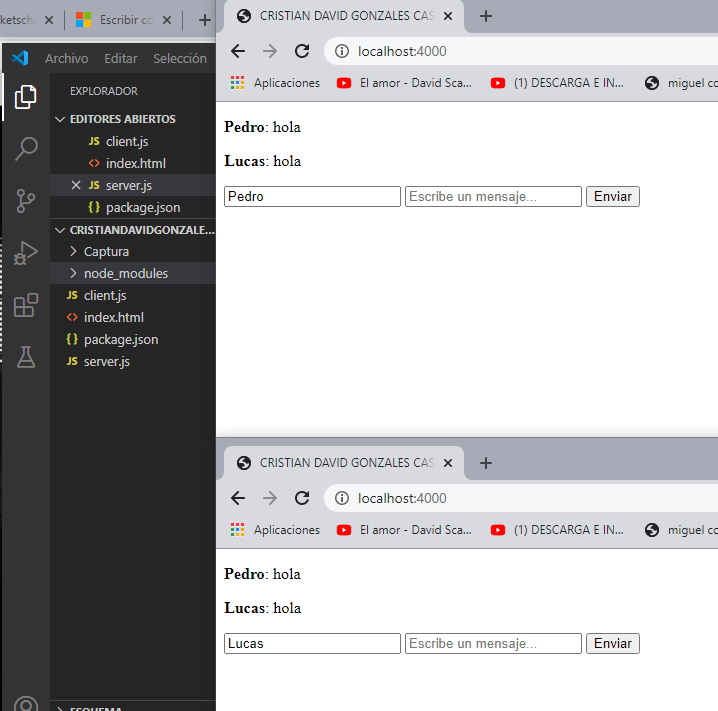 ketsch
Escribir có
Archivo Editar Selección
EXPLORADOR
EDITORES ABIERTOS
JS client.js
<> index.html
JS server.js
{} package.json
CRISTIANDAVIDGONZALE...
Captura
node_modules
JS client.js
<> index.html
{} package.json
JS server.js
ESQUEMA
CRISTIAN DAVID GONZALES CAS
localhost:4000
Aplicaciones El amor - David Sca... (1) DESCARGA E IN... miguel co
Pedro: hola
Lucas: hola
Pedro Escribe un mensaje... Enviar
CRISTIAN DAVID GONZALES CAS
localhost:4000
Aplicaciones El amor - David Sca... (1) DESCARGA E IN... miguel co
Pedro: hola
Lucas: hola
Lucas Escribe un mensaje... Enviar